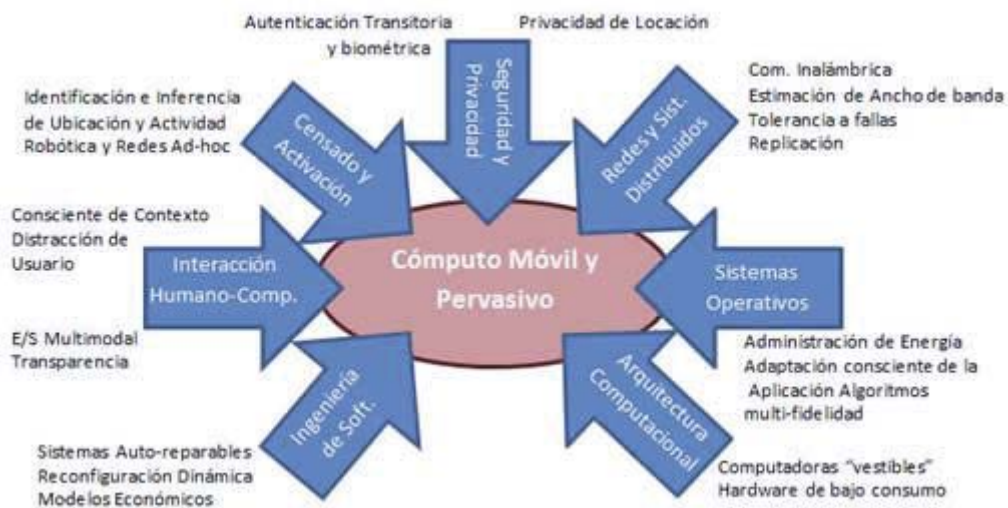 Autenticación Transitoria
y biométrica
Privacidad de Locación
Seguridad y
Privacidad
Identificación e Inferencia
de Ubicación y Actividad
Robótica y Redes Ad-hoc
Censado y
Activación
Redes y Sist.
Distribuidos
Com. Inalámbrica
Estimación de Ancho de banda
Tolerancia a fallas
Replicación
Consciente de Contexto
Distracción de
Usuario
Interacción
Humano-Comp.
E/S Multimodal
Transparencia
Cómputo Móvil y
Pervasivo
Sistemas
Operativos
Administración de Energía
Adaptación consciente de la
Aplicación Algoritmos
multi-fidelidad
Ingeniería
de Soft.
Sistemas Auto-reparables
Reconfiguración Dinámica
Modelos Económicos
Arquitectura
Computacional
Computadoras “vestibles”
Hardware de bajo consumo